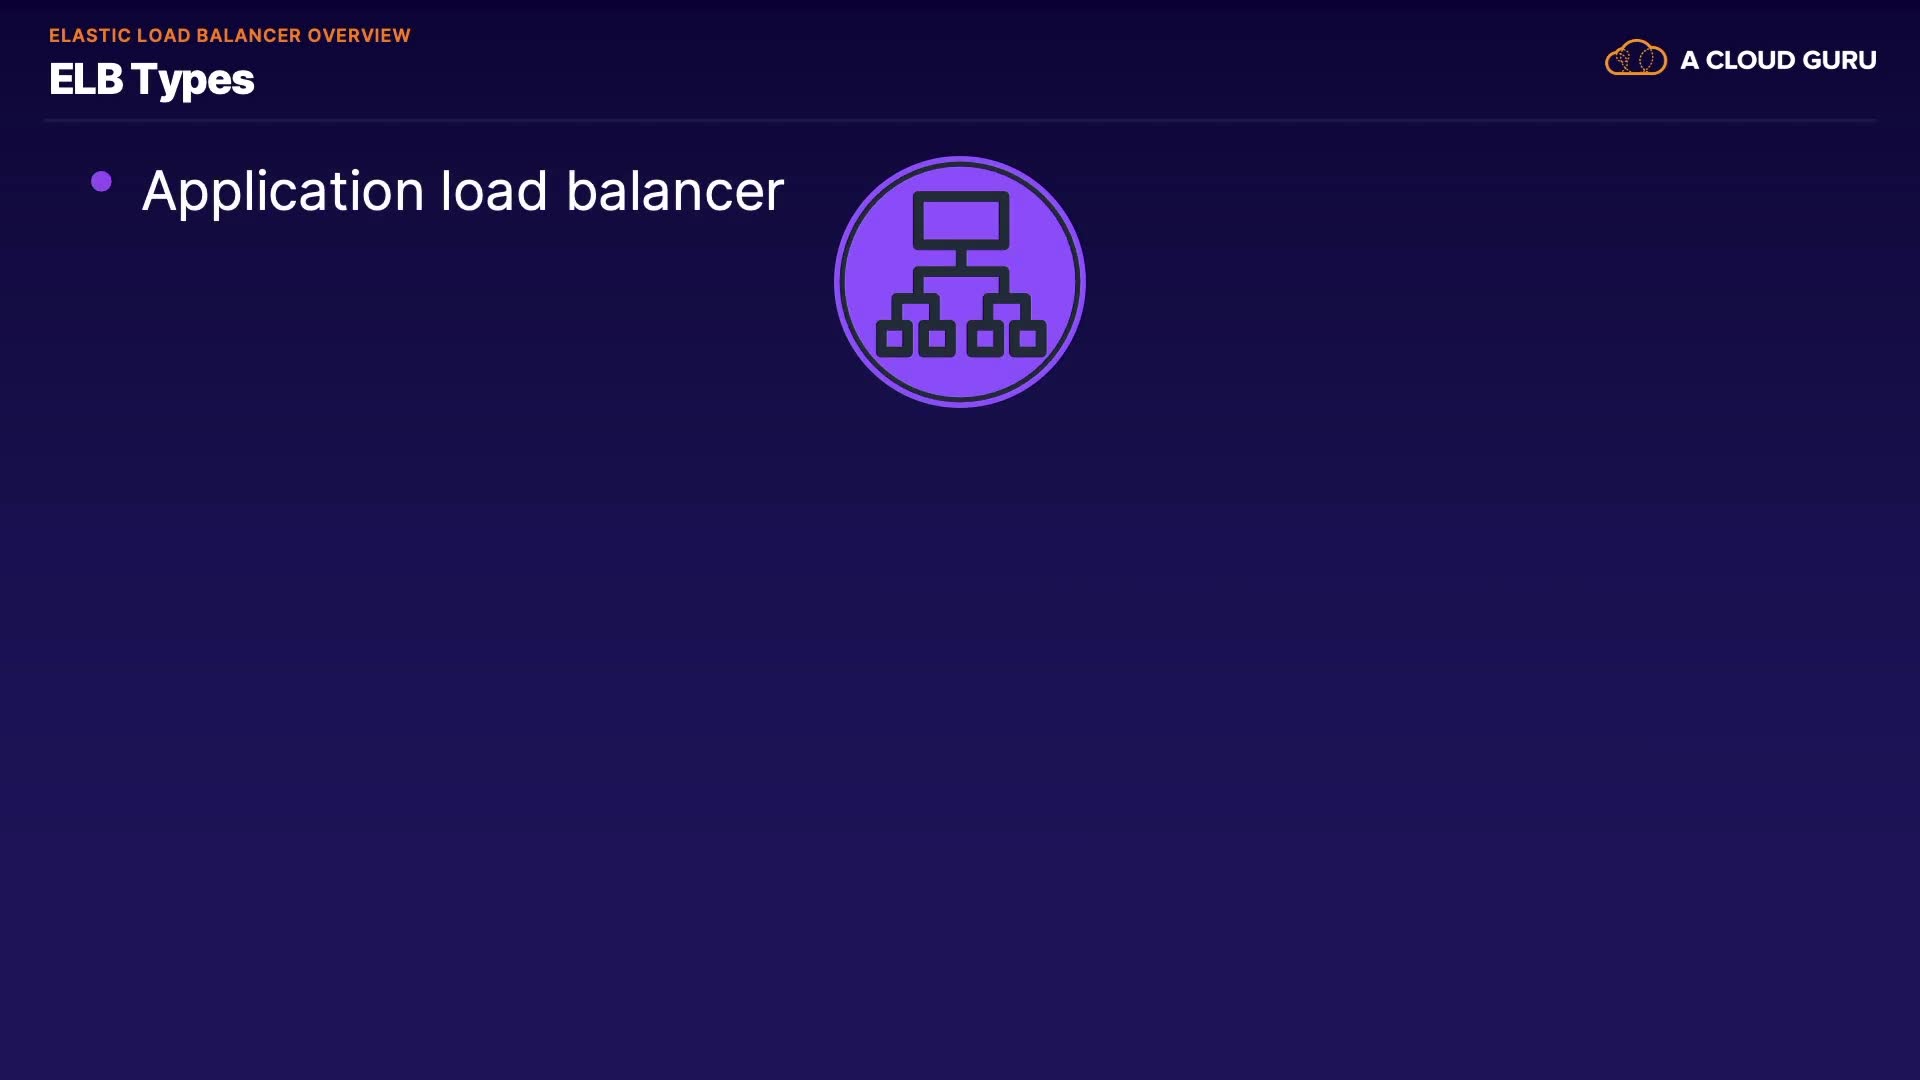 ELASTIC LOAD BALANCER OVERVIEW
ELB Types
A CLOUD GURU
Application load balancer